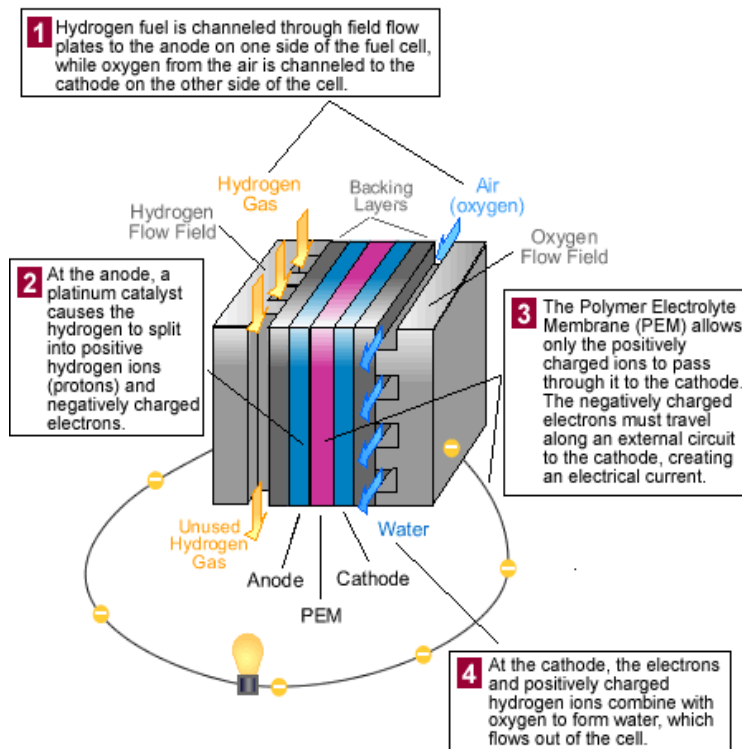 1
Hydrogen fuel is channeled through field flow
plates to the anode on one side of the fuel cell,
while oxygen from the air is channeled to the
cathode on the other side of the cell.
Hydrogen
Gas
Backing
Layers
Air
(oxygen)
Hydrogen
Flow Field
Oxygen
Flow Field
2
At the anode, a
platinum catalyst
causes the
hydrogen to split
into positive
hydrogen ions
(protons) and
negatively charged
electrons.
3
The Polymer Electrolyte
Membrane (PEM) allows
only the positively
charged ions to pass
through it to the cathode.
The negatively charged
electrons must travel
along an external circuit
to the cathode, creating
an electrical current.
Unused
Hydrogen
Gas
Water
Anode
Cathode
PEM
4
At the cathode, the electrons
and positively charged
hydrogen ions combine with
oxygen to form water, which
flows out of the cell.